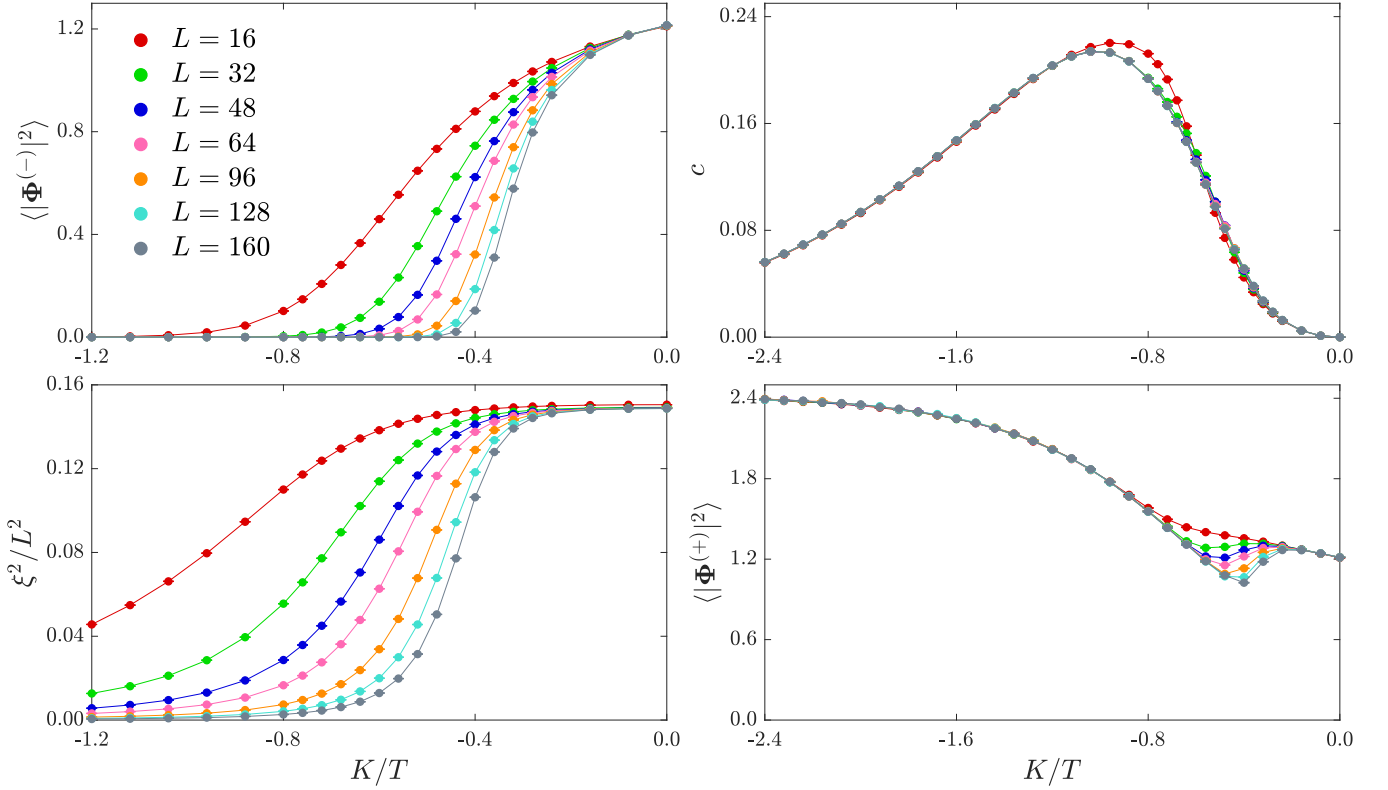 ⟨|Φ^(−)|²⟩
1.2
0.8
0.4
0.0
-1.2
-0.8
-0.4
0.0
L = 16
L = 32
L = 48
L = 64
L = 96
L = 128
L = 160
c
0.24
0.16
0.08
0.00
-2.4
-1.6
-0.8
0.0
ξ²/L²
0.16
0.12
0.08
0.04
0.00
-1.2
-0.8
-0.4
0.0
K/T
⟨|Φ^(+)|²⟩
2.4
1.8
1.2
0.6
0.0
-2.4
-1.6
-0.8
0.0
K/T